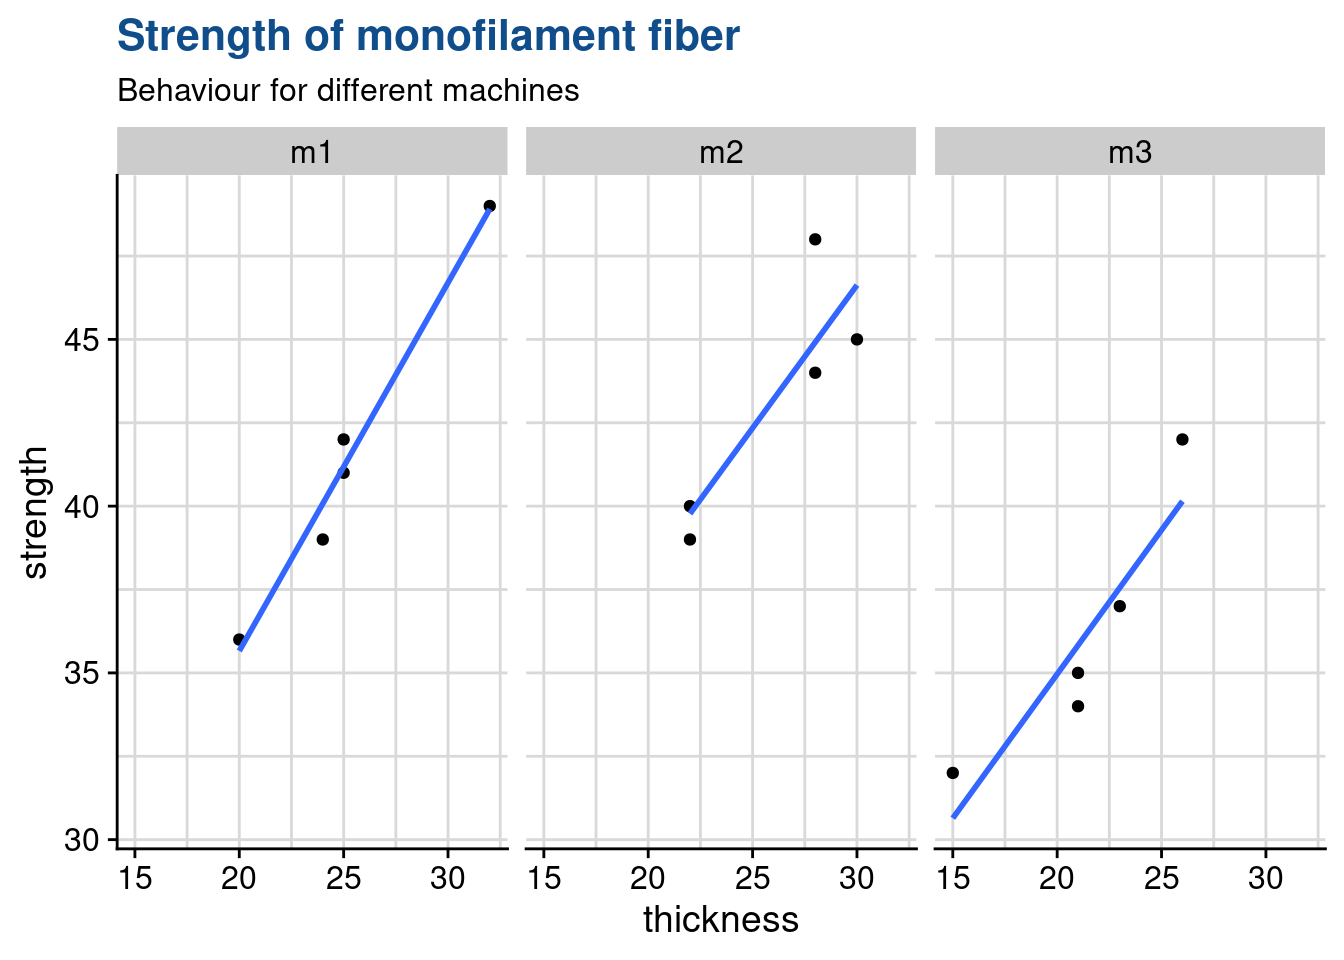 Strength of monofilament fiber
Behaviour for different machines
m1 m2 m3
45
40
35
30
strength
15 20 25 30 15 20 25 30 15 20 25 30
thickness